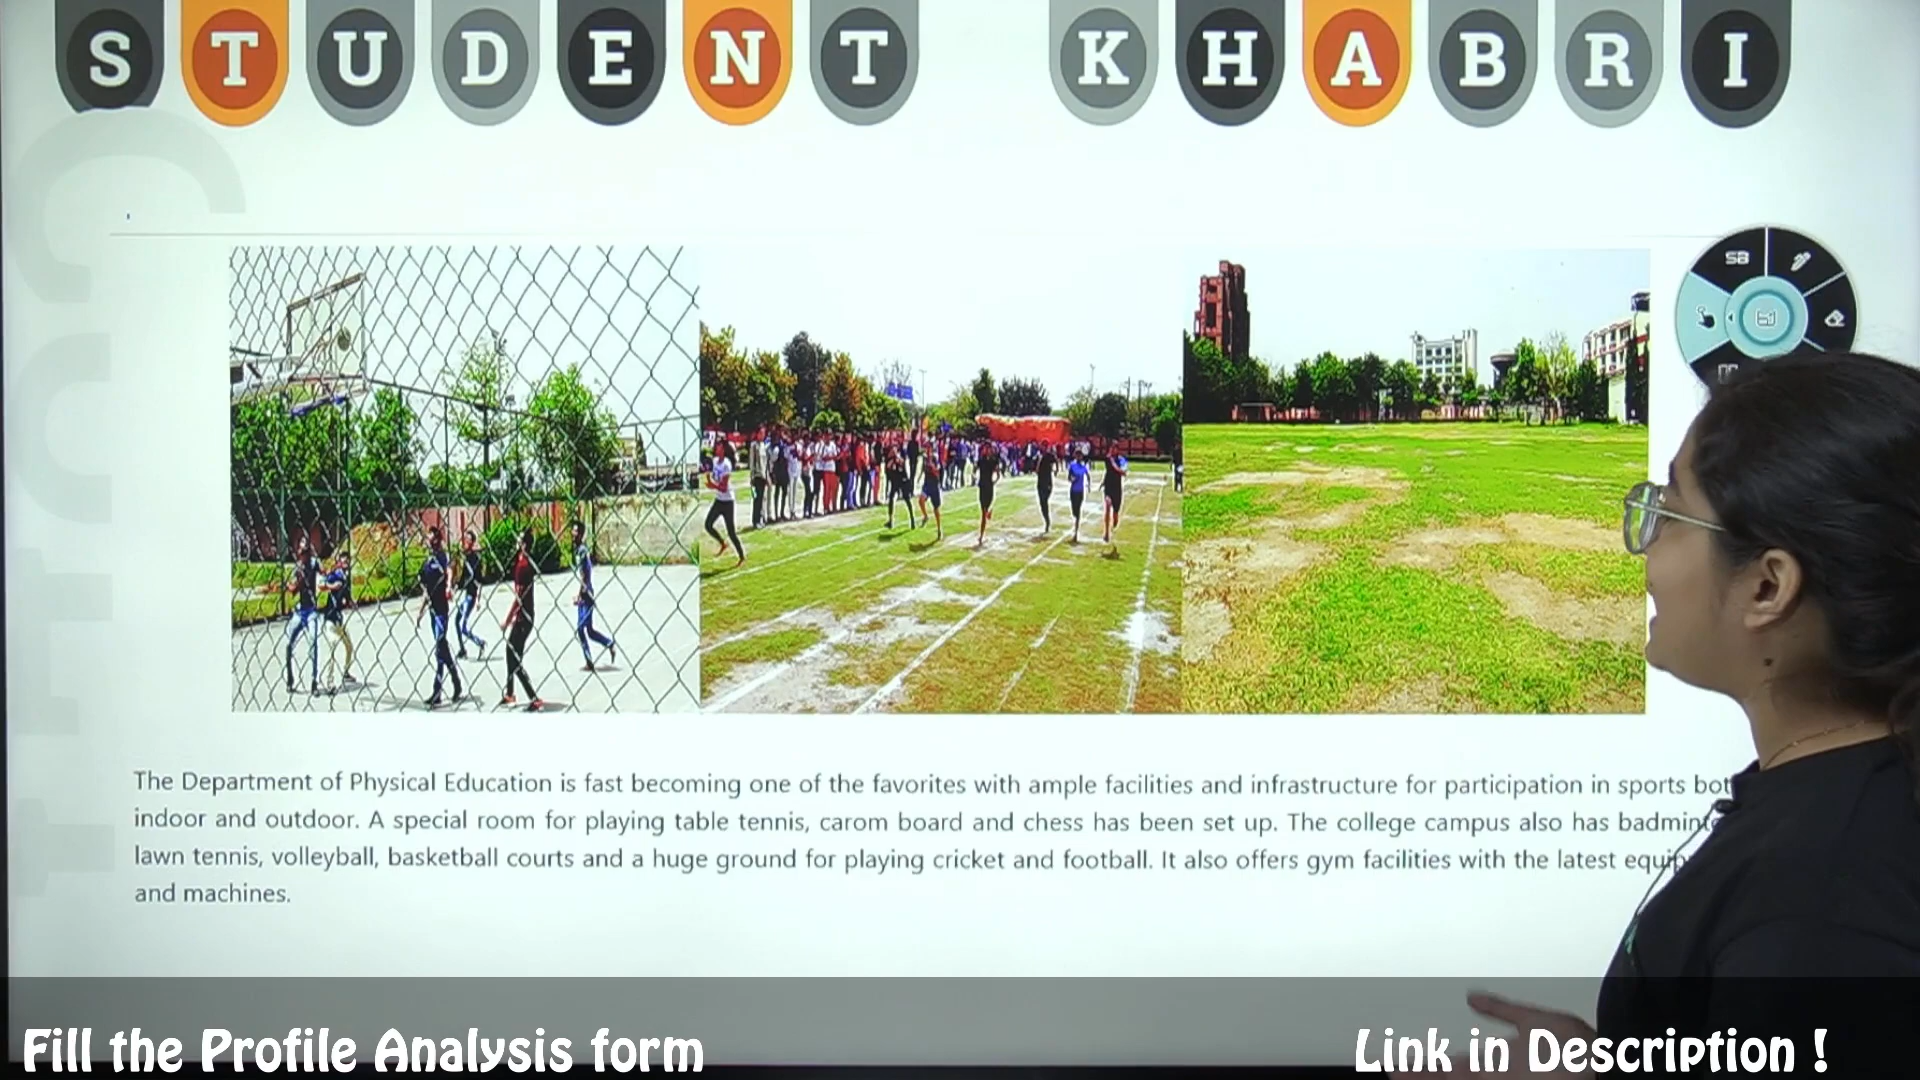 STUDENT KHABRI
SB
The Department of Physical Education is fast becoming one of the favorites with ample facilities and infrastructure for participation in sports
indoor and outdoor. A special room for playing table tennis, carom board and chess has been set up. The college campus also has
lawn tennis, volleyball, basketball courts and a huge ground for playing cricket and football. It also offers gym facilities with the latest
and machines.
Fill the Profile Analysis form
Link in Description !